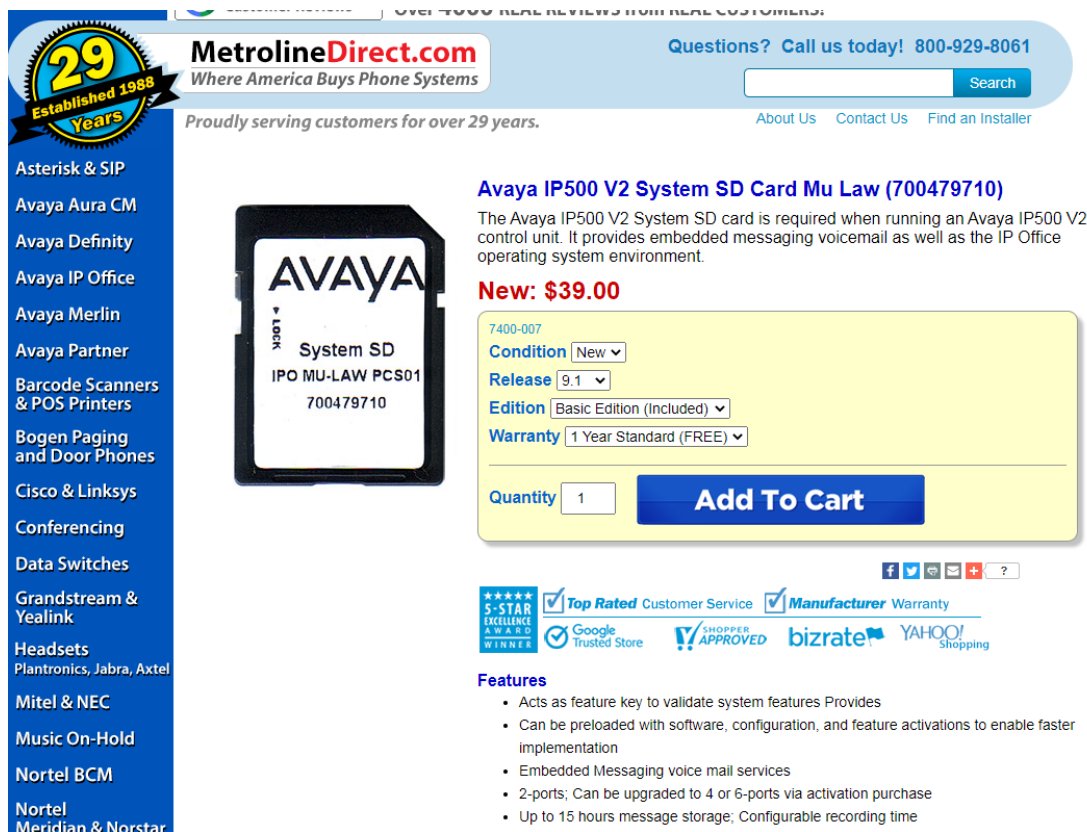 Customer Reviews
Over 4000 REAL REVIEWS from REAL CUSTOMERS!
29
Established 1988
Years
MetrolineDirect.com
Where America Buys Phone Systems
Questions? Call us today! 800-929-8061
Search
Proudly serving customers for over 29 years.
About Us Contact Us Find an Installer
Asterisk & SIP
Avaya Aura CM
Avaya Definity
Avaya IP Office
Avaya Merlin
Avaya Partner
Barcode Scanners
& POS Printers
Bogen Paging
and Door Phones
Cisco & Linksys
Conferencing
Data Switches
Grandstream &
Yealink
Headsets
Plantronics, Jabra, Axtel
Mitel & NEC
Music On-Hold
Nortel BCM
Nortel
Meridian & Norstar
AVAYA
LOCK
System SD
IPO MU-LAW PCS01
700479710
Avaya IP500 V2 System SD Card Mu Law (700479710)
The Avaya IP500 V2 System SD card is required when running an Avaya IP500 V2
control unit. It provides embedded messaging voicemail as well as the IP Office
operating system environment.
New: $39.00
7400-007
Condition New
Release 9.1
Edition Basic Edition (Included)
Warranty 1 Year Standard (FREE)
Quantity 1 Add To Cart
?
5-STAR
EXCELLENCE
AWARD
WINNER
Top Rated Customer Service Manufacturer Warranty
Google
Trusted Store
SHOPPER
APPROVED
bizrate
YAHOO!
Shopping
Features
• Acts as feature key to validate system features Provides
• Can be preloaded with software, configuration, and feature activations to enable faster
implementation
• Embedded Messaging voice mail services
• 2-ports; Can be upgraded to 4 or 6-ports via activation purchase
• Up to 15 hours message storage; Configurable recording time